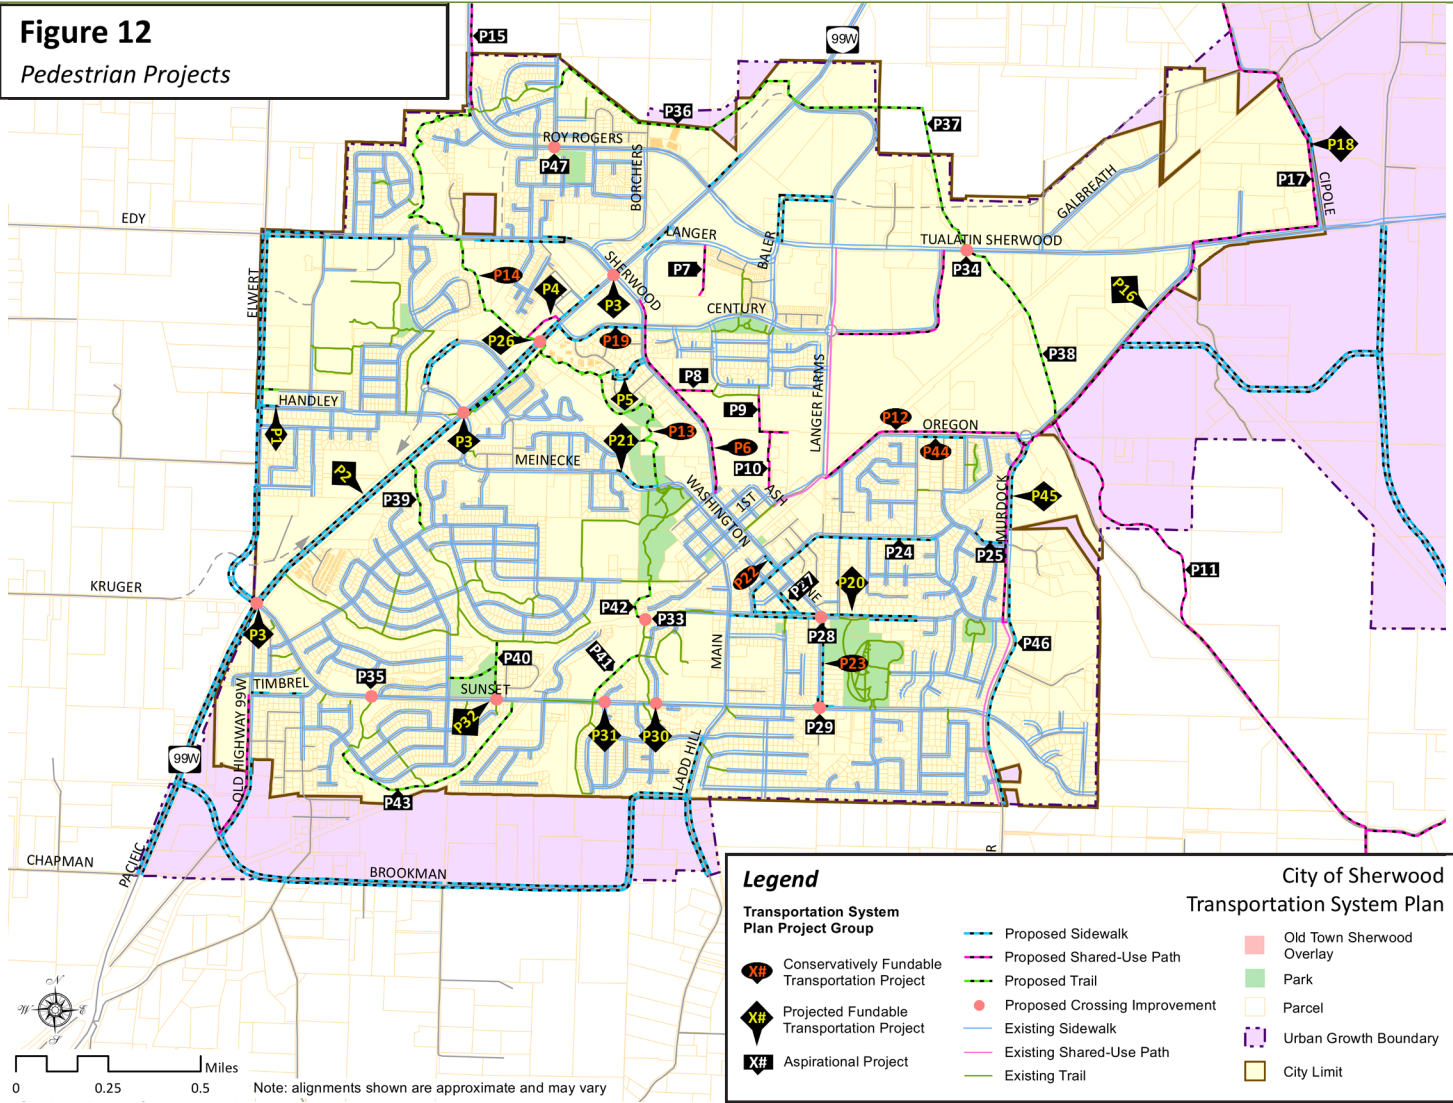 Figure 12
Pedestrian Projects
P15
99W
P36
P37
ROY ROGERS
P47
BORCHERS
P18
P17
CIPOLE
GALBREATH
EDY
LANGER
BALER
TUALATIN SHERWOOD
P34
ELWERT
P14
SHERWOOD
P7
P4
P3
P16
CENTURY
P26
P19
P38
LANGER FARMS
P8
P5
P9
HANDLEY
P1
P3
P21
P13
P6
P12
OREGON
P44
P10
MEINECKE
P2
P39
WASHINGTON
1ST
ASH
MURDOCK
P45
P24
P25
P11
P22
P27
NE
P20
KRUGER
P42
P33
P3
P28
P46
MAIN
P40
P41
P23
TIMBREL
P35
SUNSET
P32
P31
P30
P29
OLD HIGHWAY 99W
99W
LADD HILL
P43
PACIFIC
CHAPMAN
BROOKMAN
R
N
W
E
S
0
0.25
0.5
Miles
Note: alignments shown are approximate and may vary
Legend
City of Sherwood
Transportation System Plan
Transportation System
Plan Project Group
X#
Conservatively Fundable
Transportation Project
X#
Projected Fundable
Transportation Project
X#
Aspirational Project
Proposed Sidewalk
Proposed Shared-Use Path
Proposed Trail
Proposed Crossing Improvement
Existing Sidewalk
Existing Shared-Use Path
Existing Trail
Old Town Sherwood
Overlay
Park
Parcel
Urban Growth Boundary
City Limit